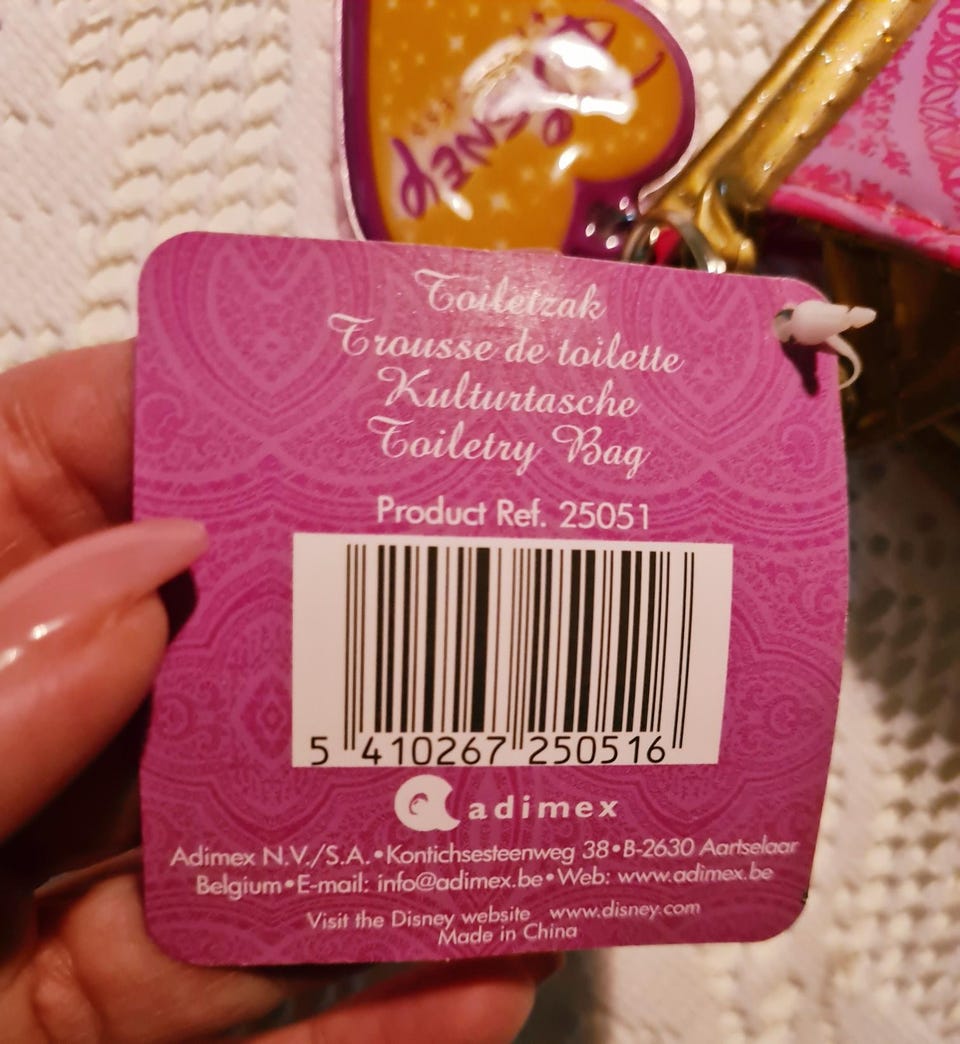 Disney
Toiletzak
Trousse de toilette
Kulturtasche
Toiletry Bag
Product Ref. 25051
5 410267 250516
adimex
Adimex N.V./S.A.•Kontichsesteenweg 38•B-2630 Aartselaar
Belgium•E-mail: info@adimex.be•Web: www.adimex.be
Visit the Disney website www.disney.com
Made in China